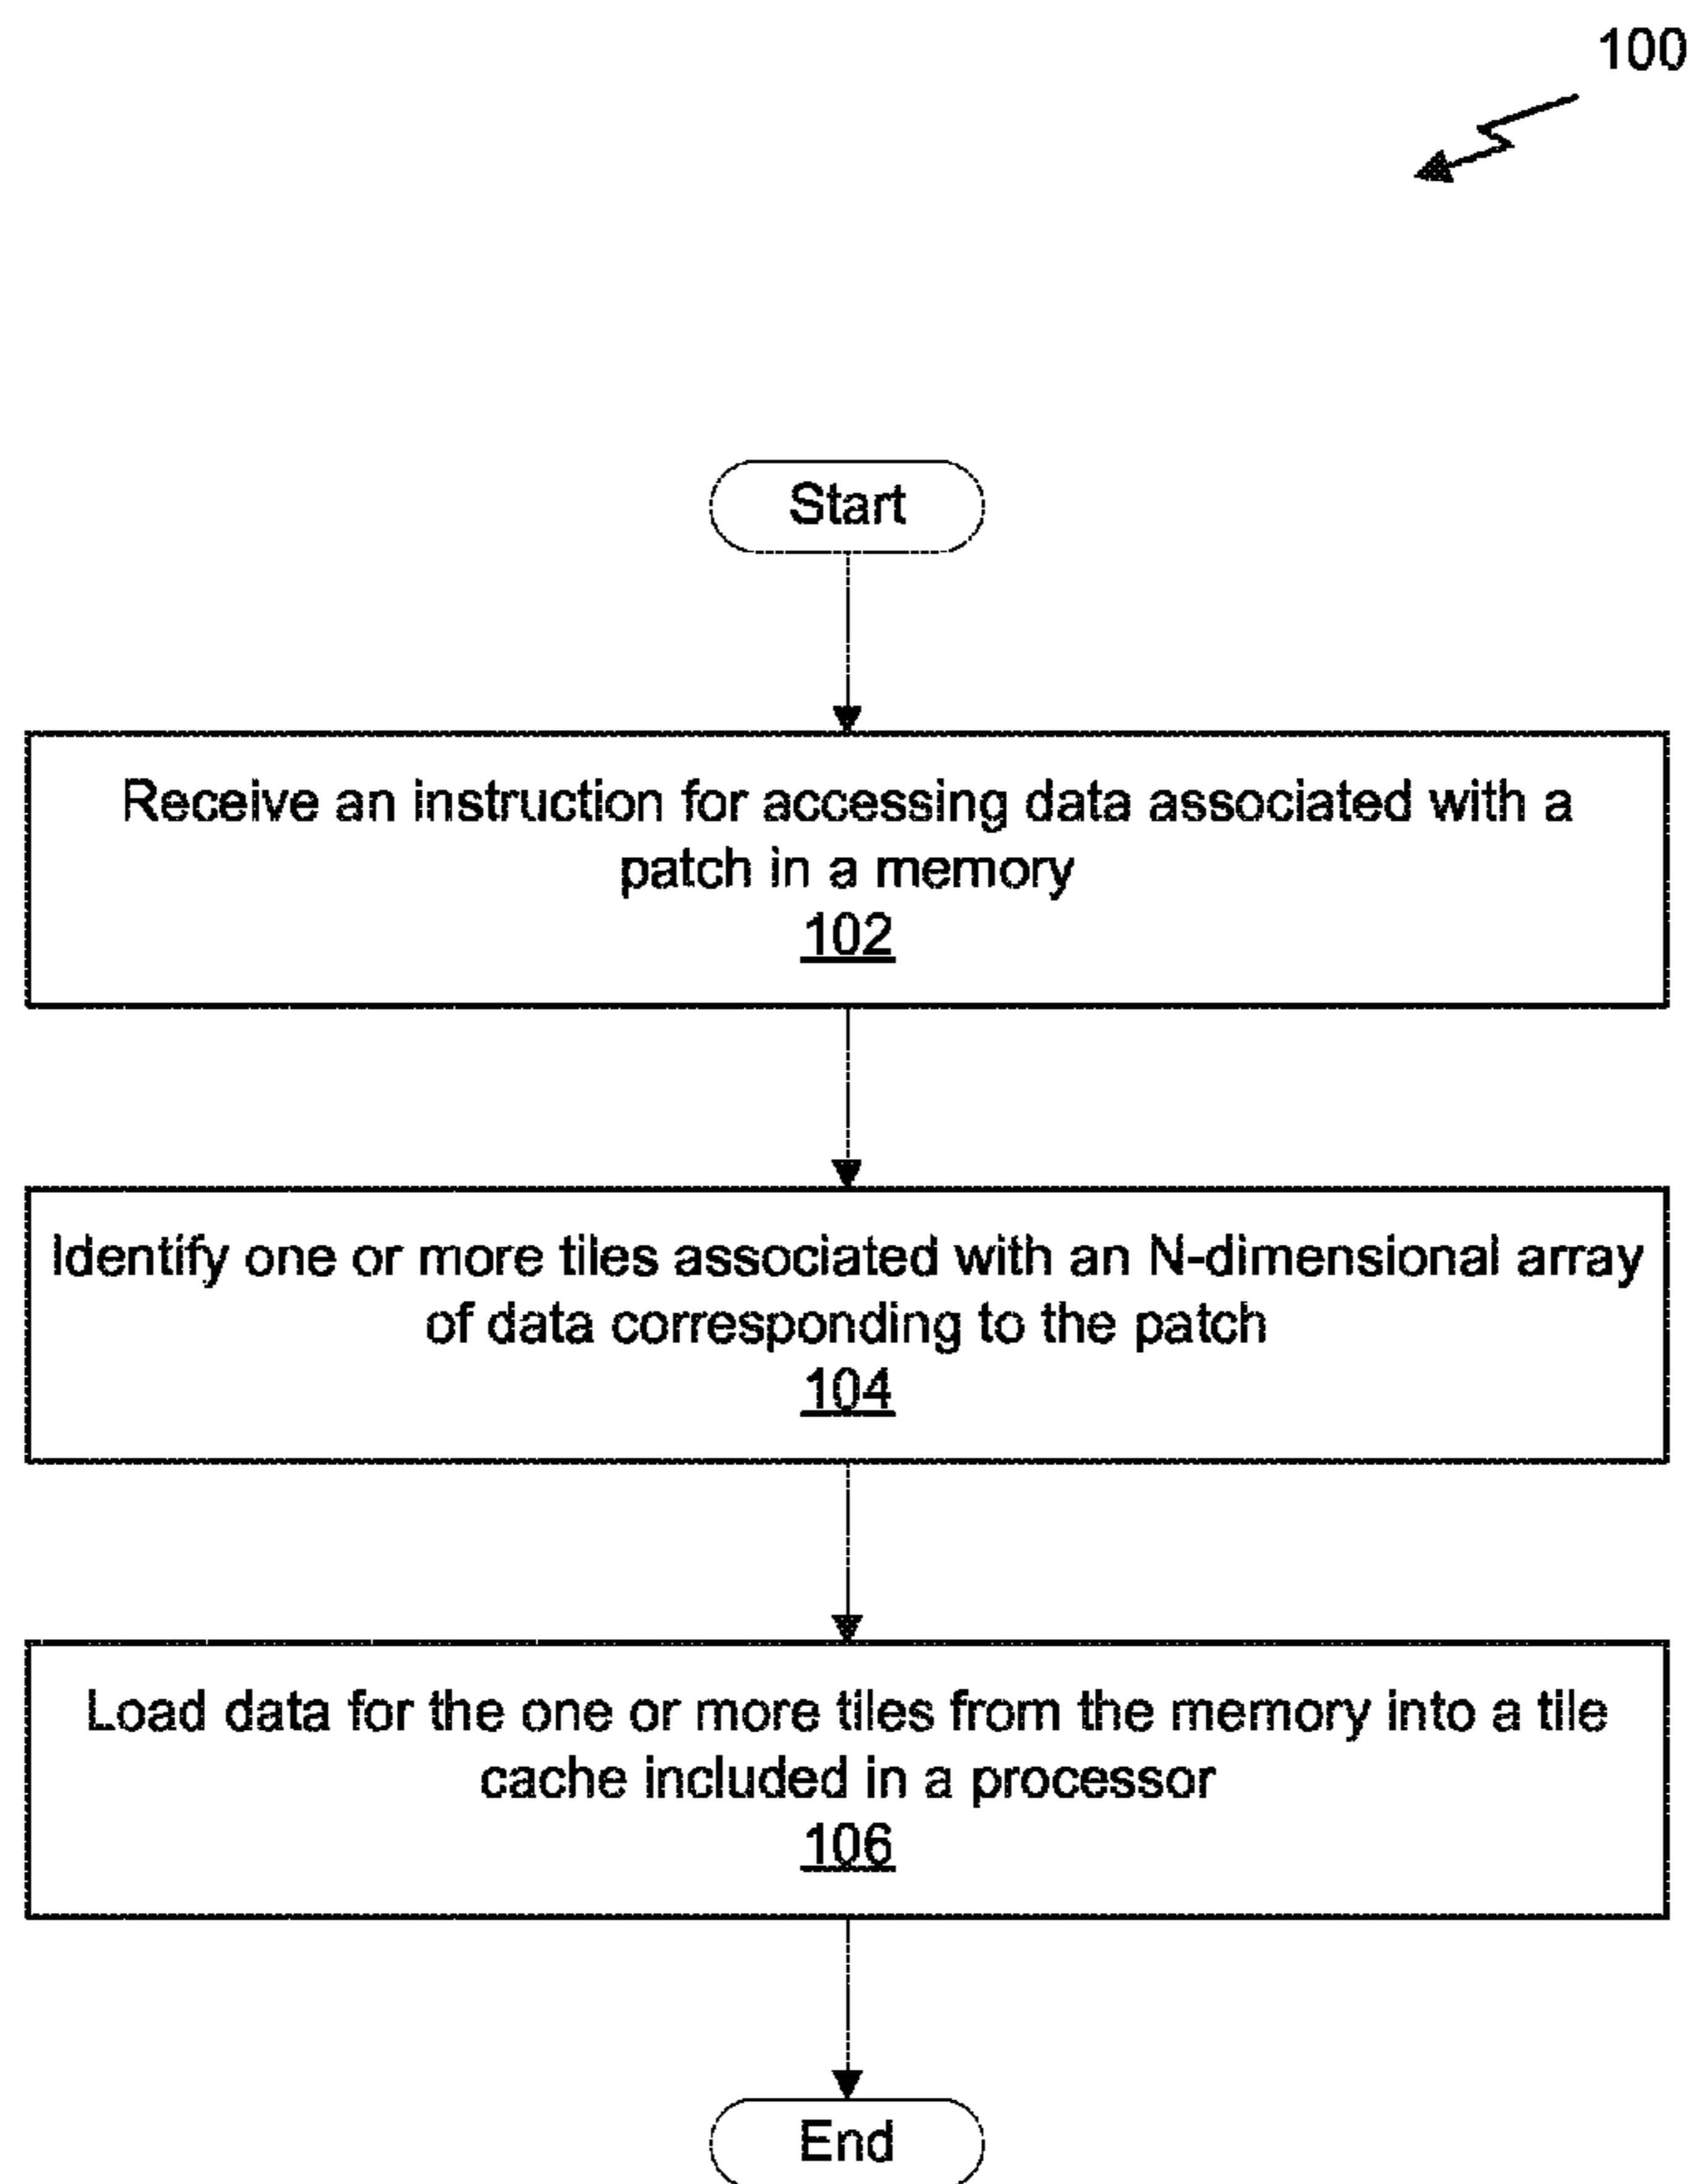 100
Start
Receive an instruction for accessing data associated with a
patch in a memory
102
Identify one or more tiles associated with an N-dimensional array
of data corresponding to the patch
104
Load data for the one or more tiles from the memory into a tile
cache included in a processor
106
End